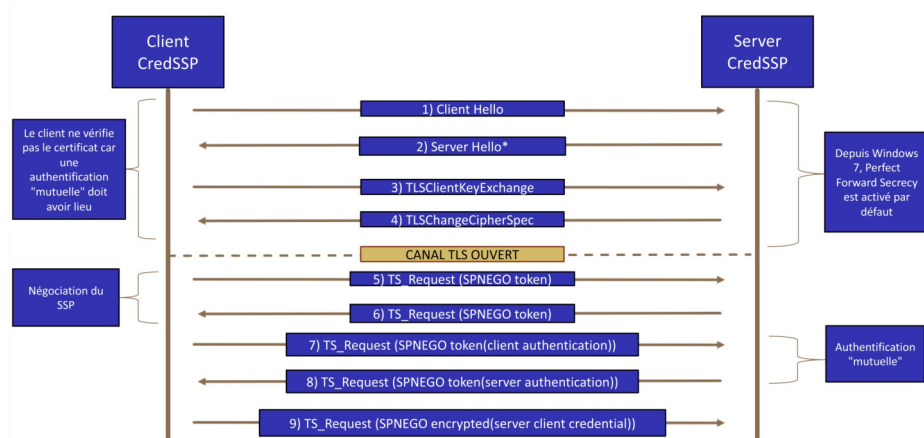 Client
CredSSP
Server
CredSSP
1) Client Hello
2) Server Hello*
Le client ne vérifie
pas le certificat car
une
authentification
"mutuelle" doit
avoir lieu
3) TLSClientKeyExchange
4) TLSChangeCipherSpec
Depuis Windows
7, Perfect
Forward Secrecy
est activé par
défaut
CANAL TLS OUVERT
Négociation du
SSP
5) TS_Request (SPNEGO token)
6) TS_Request (SPNEGO token)
7) TS_Request (SPNEGO token(client authentication))
8) TS_Request (SPNEGO token(server authentication))
Authentification
"mutuelle"
9) TS_Request (SPNEGO encrypted(server client credential))